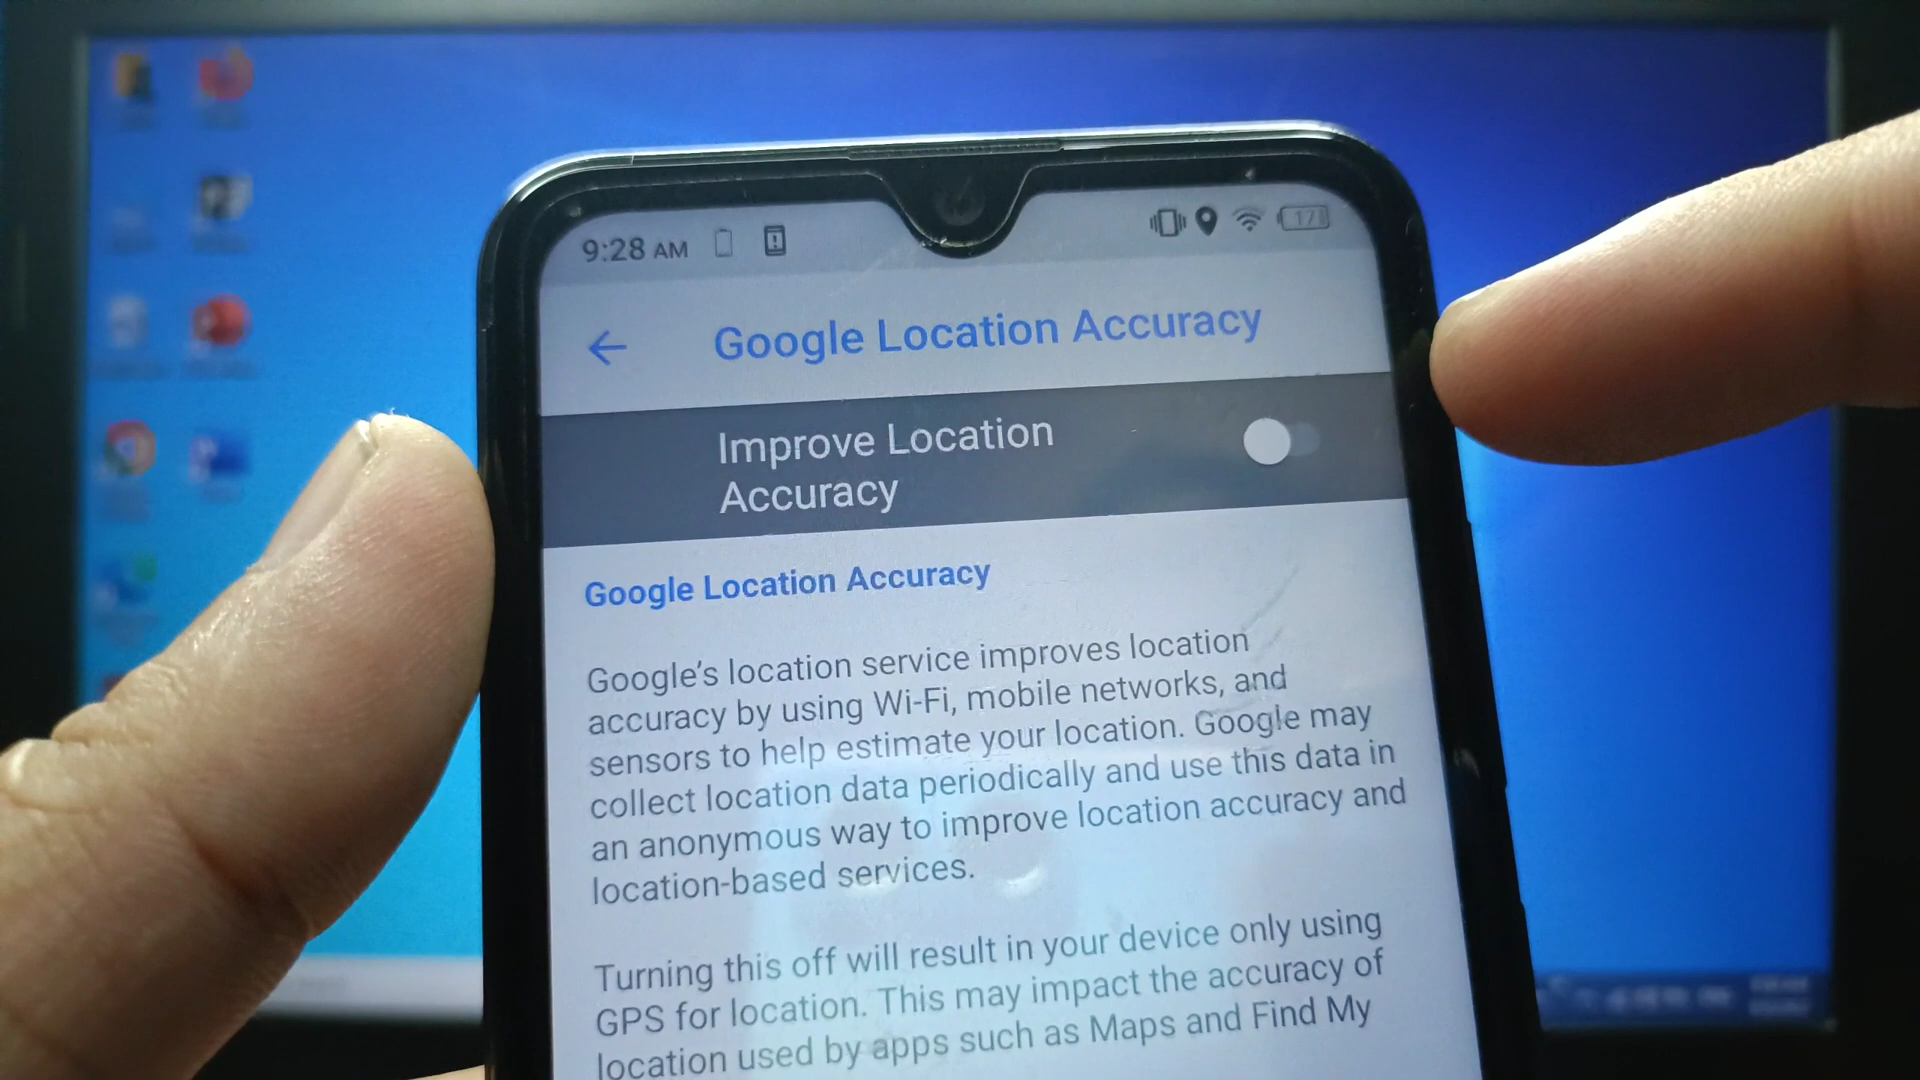 9:28 AM
17
Google Location Accuracy
Improve Location
Accuracy
Google Location Accuracy
Google's location service improves location
accuracy by using Wi-Fi, mobile networks, and
sensors to help estimate your location. Google may
collect location data periodically and use this data in
an anonymous way to improve location accuracy and
location-based services.
Turning this off will result in your device only using
GPS for location. This may impact the accuracy of
location used by apps such as Maps and Find My